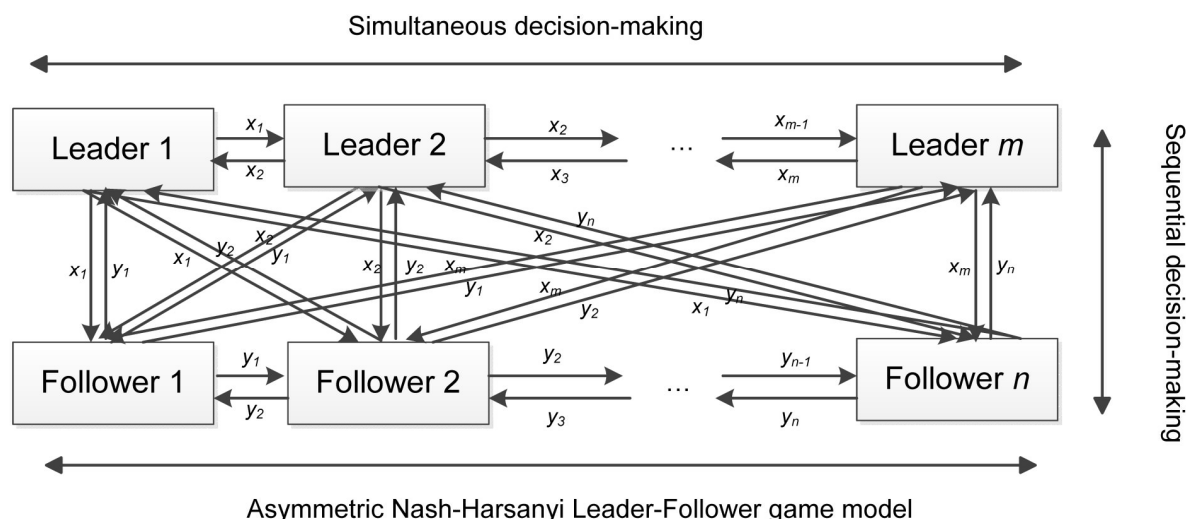 Simultaneous decision-making
Leader 1
x1
x2
Leader 2
x2
x3
...
xm-1
xm
Leader m
Sequential decision-making
x1
y1
x1
y2
x2
y1
x2
y2
xm
y1
x2
yn
xm
y2
x1
yn
xm
yn
Follower 1
y1
y2
Follower 2
y2
y3
...
yn-1
yn
Follower n
Asymmetric Nash-Harsanyi Leader-Follower game model